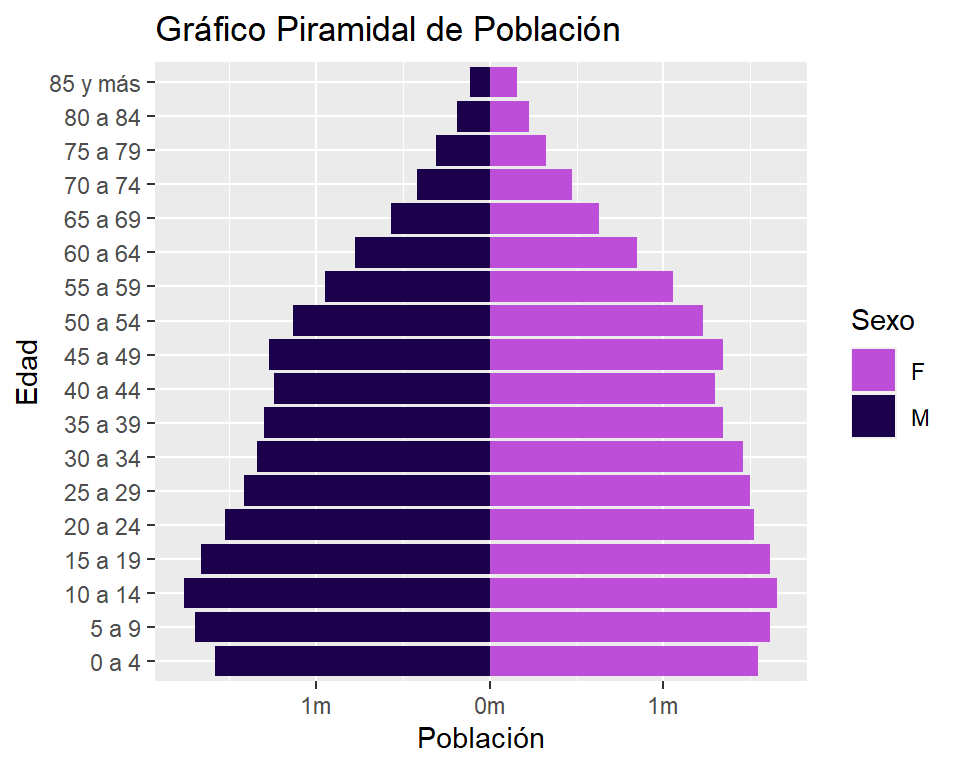 Gráfico Piramidal de Población
85 y más
80 a 84
75 a 79
70 a 74
65 a 69
60 a 64
55 a 59
50 a 54
45 a 49
40 a 44
35 a 39
30 a 34
25 a 29
20 a 24
15 a 19
10 a 14
5 a 9
0 a 4
Edad
1m 0m 1m
Población
Sexo
F
M